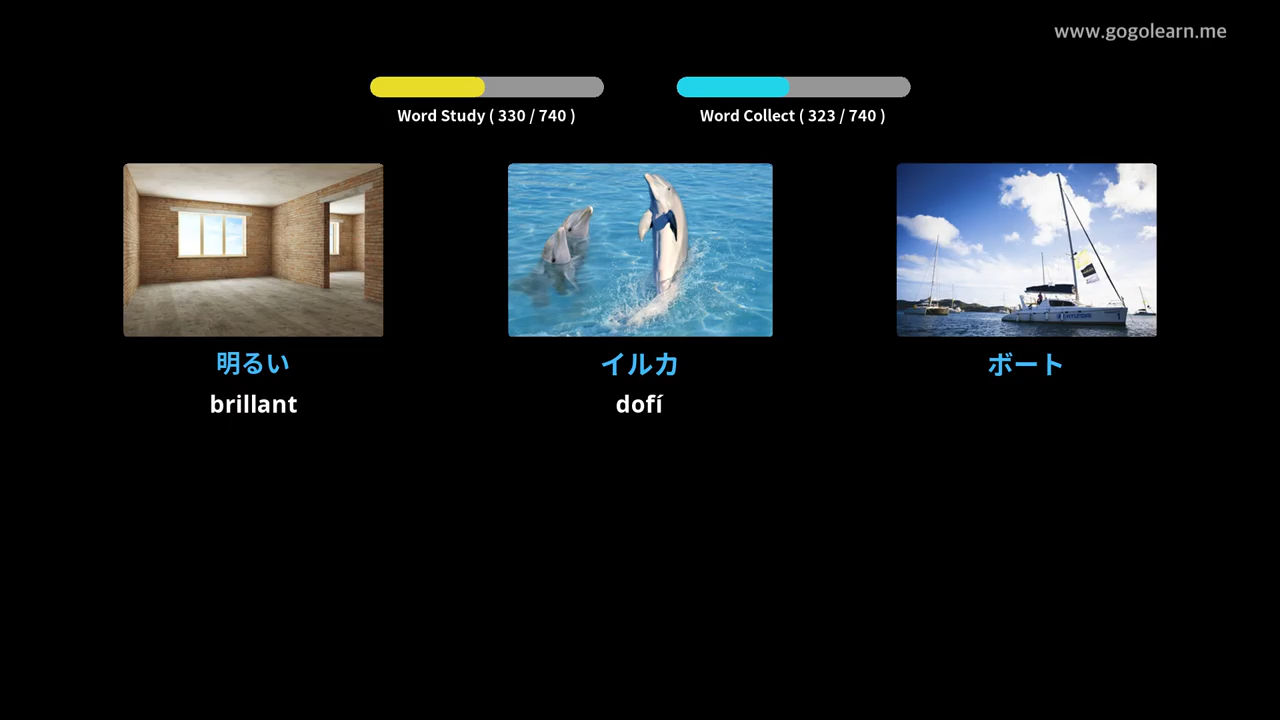 www.gogolearn.me
Word Study ( 330 / 740 )
Word Collect ( 323 / 740 )
明るい
イルカ
ボート
brillant
dofí